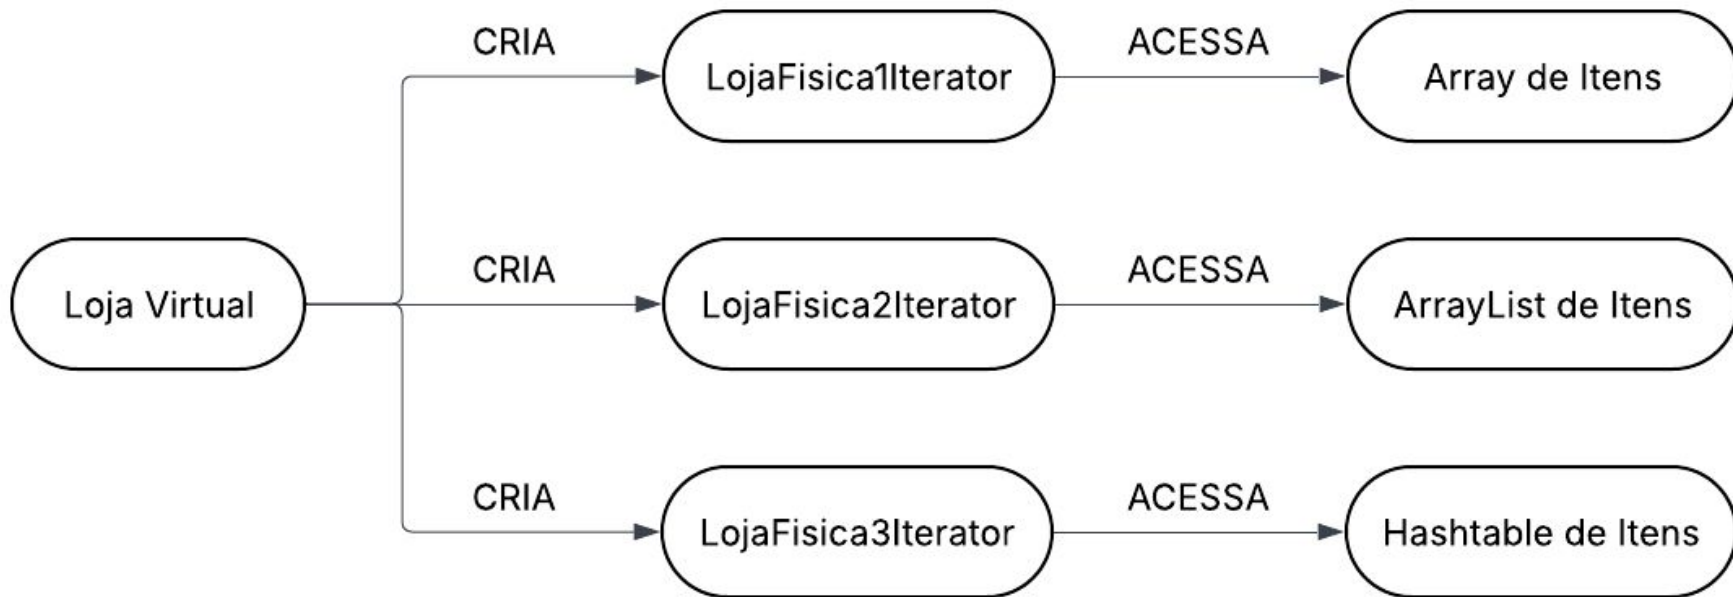 CRIA
LojaFisica1Iterator
ACESSA
Array de Itens
Loja Virtual
CRIA
LojaFisica2Iterator
ACESSA
ArrayList de Itens
CRIA
LojaFisica3Iterator
ACESSA
Hashtable de Itens